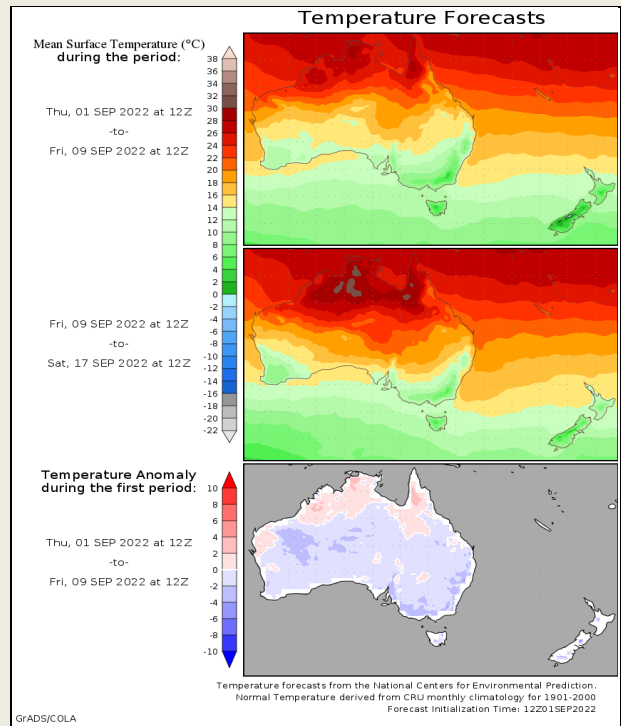 Temperature Forecasts
Mean Surface Temperature (°C)
during the period:
38
36
34
32
30
28
26
24
22
20
18
16
14
12
10
8
6
4
2
0
-2
-4
-6
-8
-10
-12
-14
-16
-18
-20
-22
Thu, 01 SEP 2022 at 12Z
-to-
Fri, 09 SEP 2022 at 12Z
Fri, 09 SEP 2022 at 12Z
-to-
Sat, 17 SEP 2022 at 12Z
Temperature Anomaly
during the first period:
10
8
6
4
2
0
-2
-4
-6
-8
-10
Thu, 01 SEP 2022 at 12Z
-to-
Fri, 09 SEP 2022 at 12Z
Temperature forecasts from the National Centers for Environmental Prediction.
Normal Temperature derived from CRU monthly climatology for 1901-2000
Forecast Initialization Time: 12Z01SEP2022
GrADS/COLA